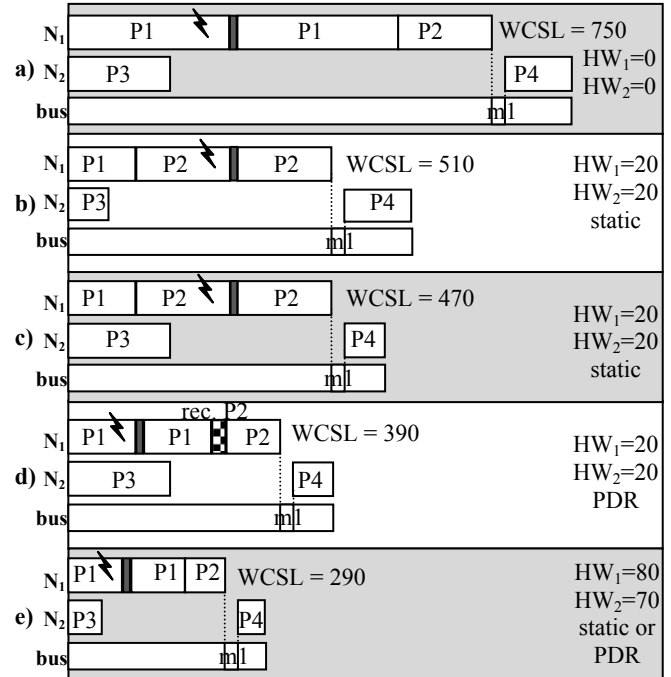 N1 P1 P1 P2 WCSL = 750
a) N2 P3 P4 HW1=0
HW2=0
bus m1
N1 P1 P2 P2 WCSL = 510 HW1=20
b) N2 P3 P4 HW2=20
static
bus m1
N1 P1 P2 P2 WCSL = 470
c) N2 P3 P4 HW1=20
HW2=20
bus m1 static
rec. P2
N1 P1 P1 P2 WCSL = 390
d) N2 P3 P4 HW1=20
HW2=20
bus m1 PDR
N1 P1 P1 P2 WCSL = 290 HW1=80
HW2=70
e) N2 P3 P4 static or
bus m1 PDR